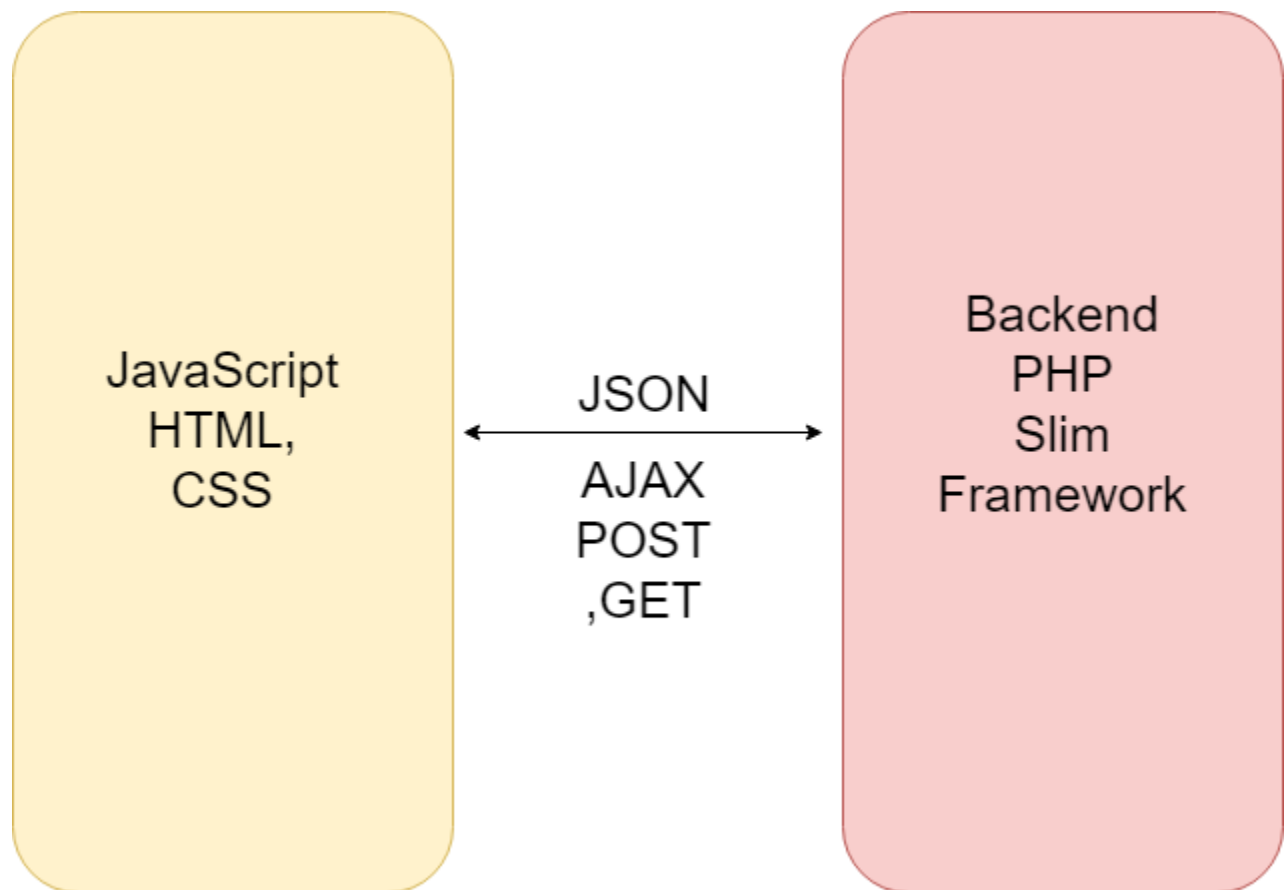 JavaScript
HTML,
CSS
JSON
AJAX
POST
,GET
Backend
PHP
Slim
Framework